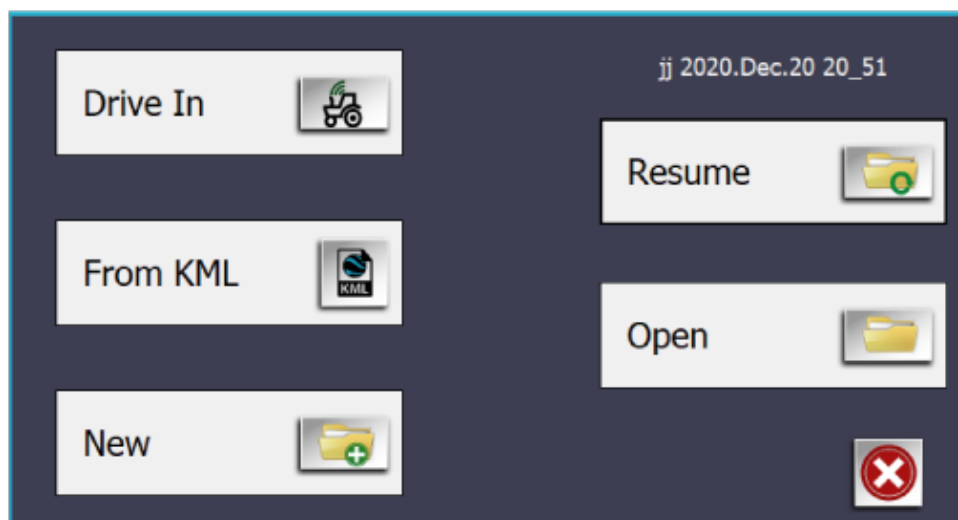 Drive In
From KML
KML
New
jj 2020.Dec.20 20_51
Resume
Open